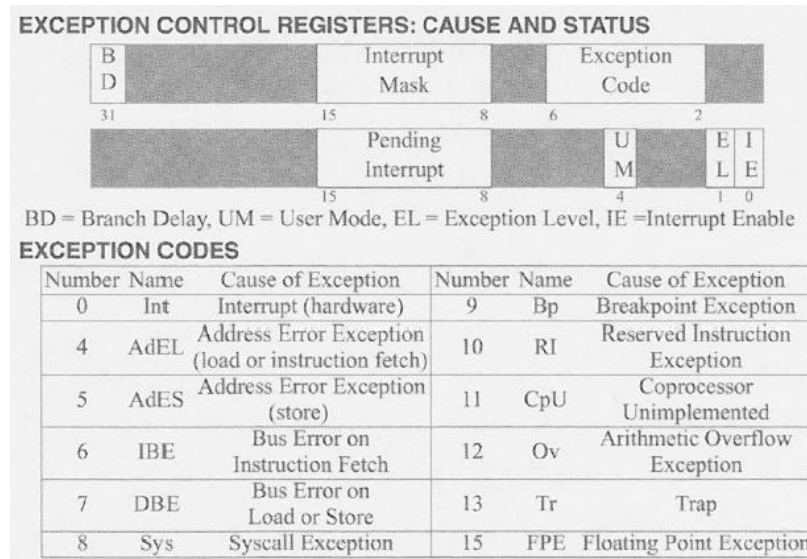 EXCEPTION CONTROL REGISTERS: CAUSE AND STATUS
B Interrupt Exception
D Mask Code
31 15 8 6 2
Pending U E I
Interrupt M L E
15 8 4 1 0
BD = Branch Delay, UM = User Mode, EL = Exception Level, IE =Interrupt Enable
EXCEPTION CODES
Number Name Cause of Exception Number Name Cause of Exception
0 Int Interrupt (hardware) 9 Bp Breakpoint Exception
4 AdEL Address Error Exception (load or instruction fetch) 10 RI Reserved Instruction Exception
5 AdES Address Error Exception (store) 11 CpU Coprocessor Unimplemented
6 IBE Bus Error on Instruction Fetch 12 Ov Arithmetic Overflow Exception
7 DBE Bus Error on Load or Store 13 Tr Trap
8 Sys Syscall Exception 15 FPE Floating Point Exception